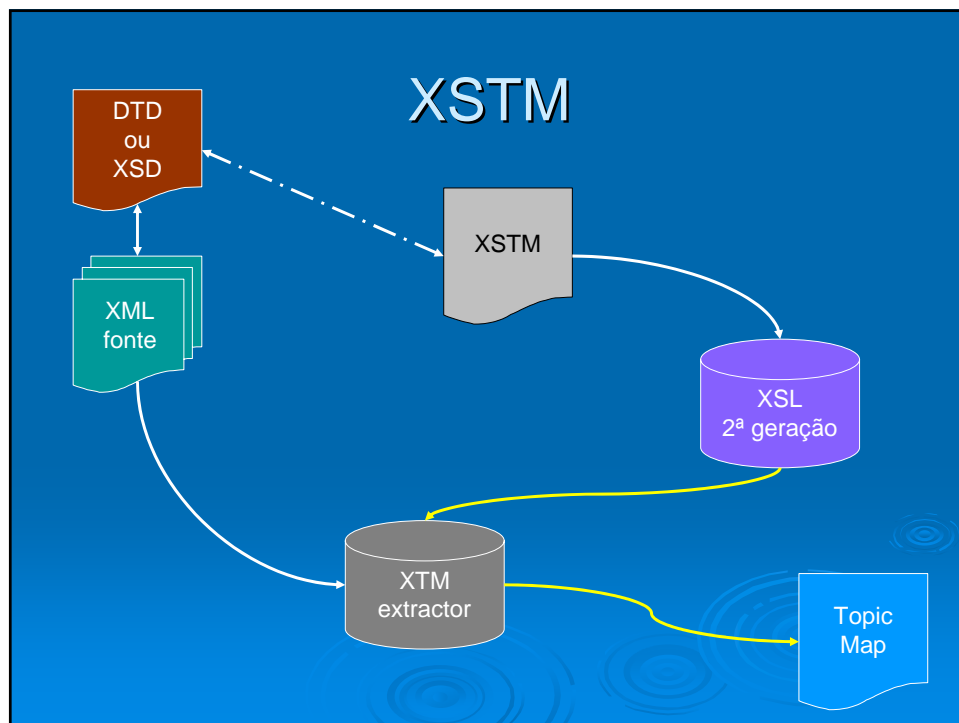 XSTM
DTD
ou
XSD
XSTM
XML
fonte
XSL
2ª geração
XTM
extractor
Topic
Map